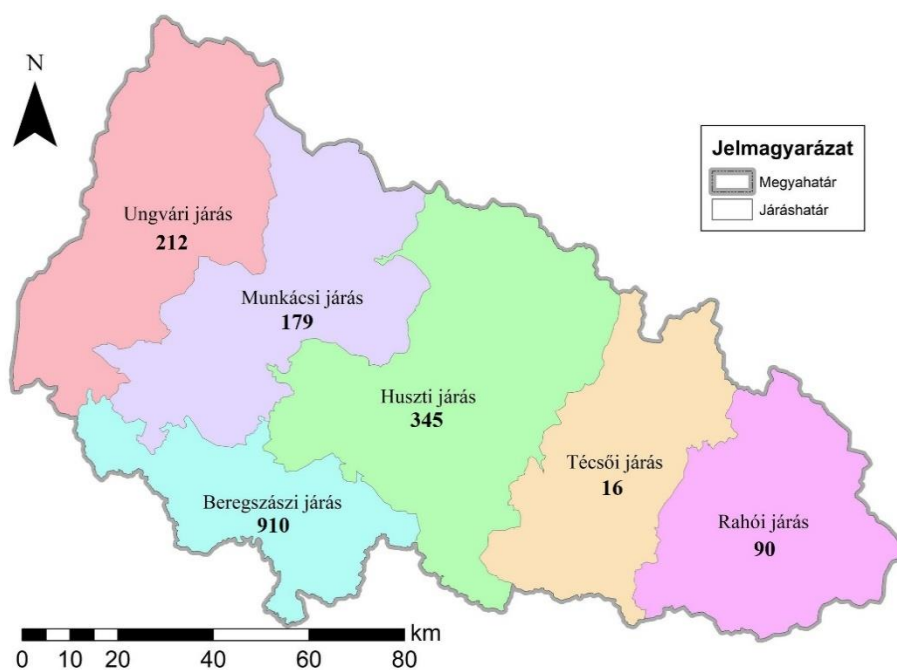 N
Jelmagyarázat
Megyahatár
Járáshatár
Ungvári járás
212
Munkácsi járás
179
Huszti járás
345
Técsői járás
16
Beregszászi járás
910
Rahói járás
90
km
0 10 20 40 60 80